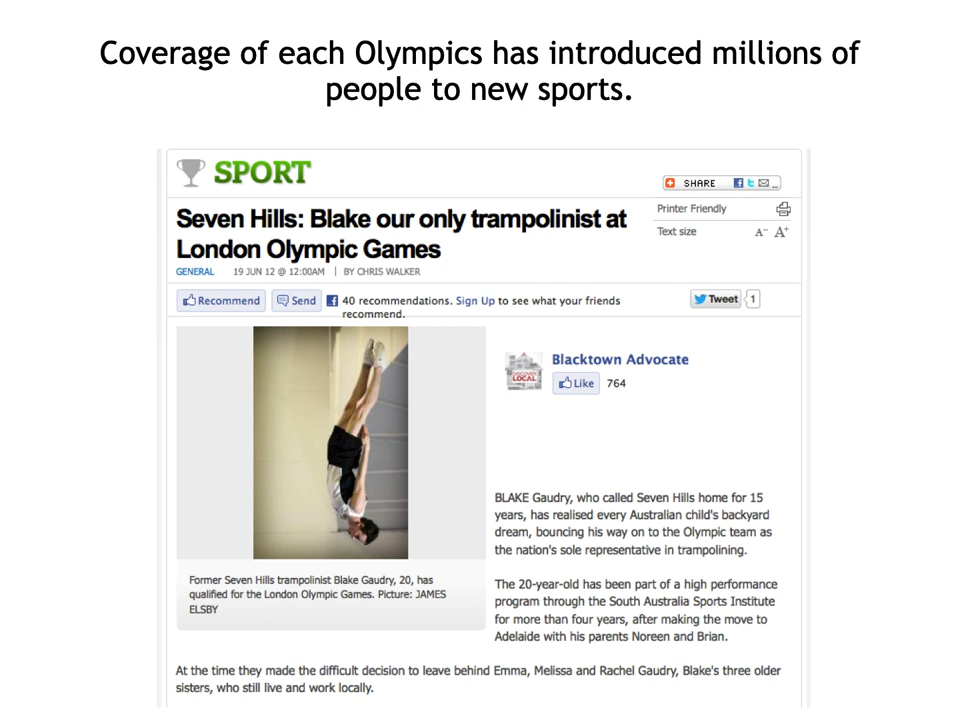 Coverage of each Olympics has introduced millions of
people to new sports.
SPORT
SHARE
Seven Hills: Blake our only trampolinist at
London Olympic Games
Printer Friendly
Text size A- A+
GENERAL 19 JUN 12 @ 12:00AM | BY CHRIS WALKER
Recommend Send 40 recommendations. Sign Up to see what your friends
recommend.
Tweet 1
DISCOVER
LOCAL
Blacktown Advocate
Like 764
BLAKE Gaudry, who called Seven Hills home for 15
years, has realised every Australian child's backyard
dream, bouncing his way on to the Olympic team as
the nation's sole representative in trampolining.
Former Seven Hills trampolinist Blake Gaudry, 20, has
qualified for the London Olympic Games. Picture: JAMES
ELSBY
The 20-year-old has been part of a high performance
program through the South Australia Sports Institute
for more than four years, after making the move to
Adelaide with his parents Noreen and Brian.
At the time they made the difficult decision to leave behind Emma, Melissa and Rachel Gaudry, Blake's three older
sisters, who still live and work locally.